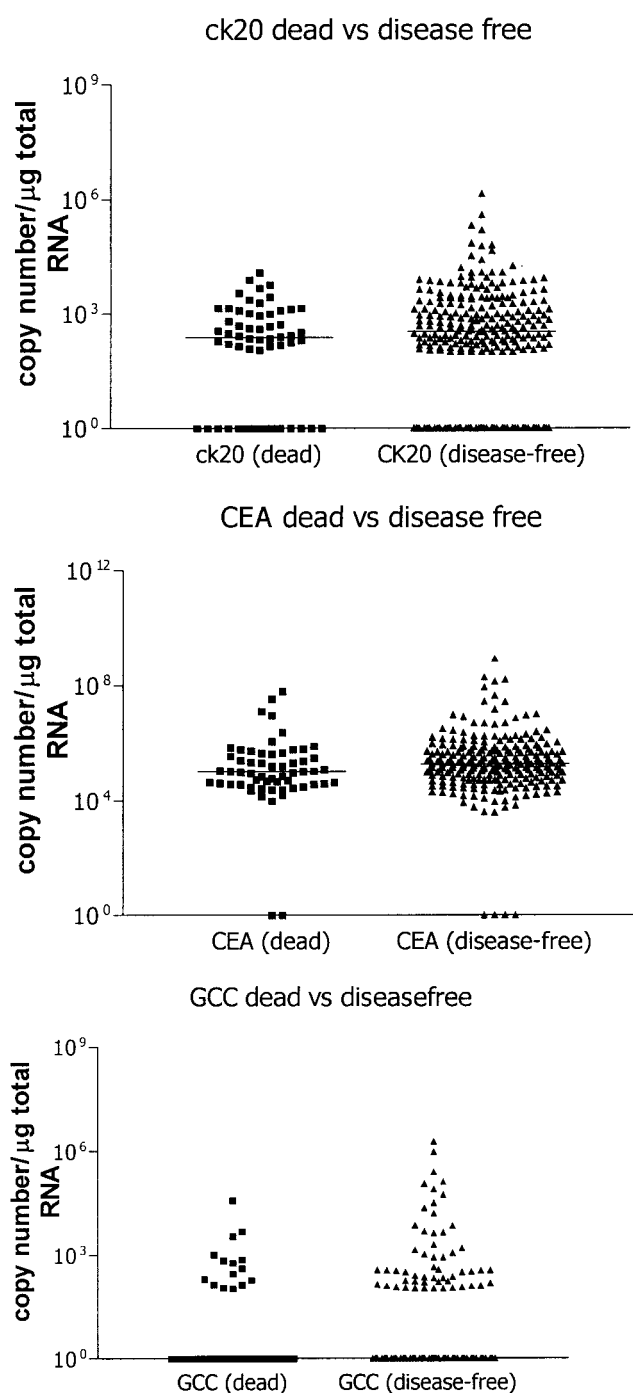 ck20 dead vs disease free
copy number/μg total
RNA
10⁹
10⁶
10³
10⁰
ck20 (dead) CK20 (disease-free)
CEA dead vs disease free
copy number/μg total
RNA
10¹²
10⁸
10⁴
10⁰
CEA (dead) CEA (disease-free)
GCC dead vs diseasefree
copy number/μg total
RNA
10⁹
10⁶
10³
10⁰
GCC (dead) GCC (disease-free)